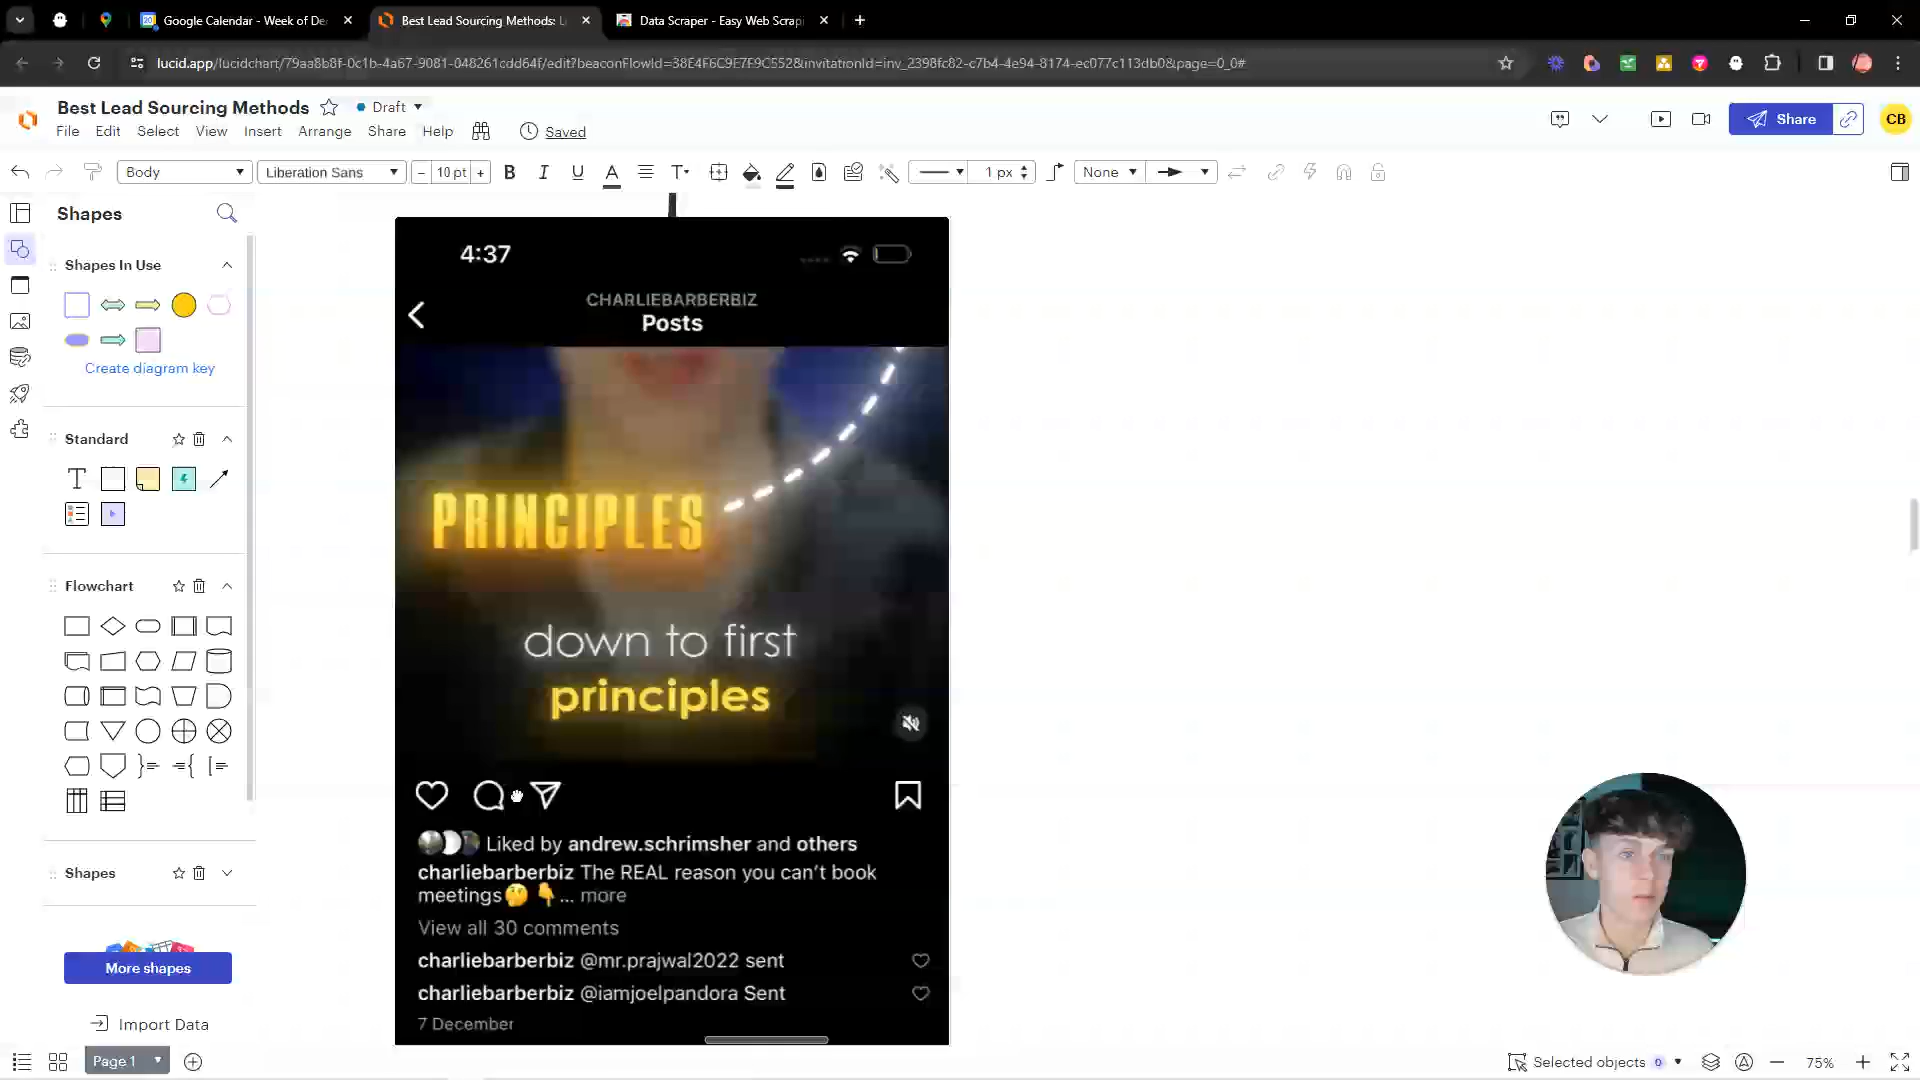 Google Calendar - Week of De
Best Lead Sourcing Methods: L
Data Scraper - Easy Web Scrapi
lucid.app/lucidchart/79aa8b8f-0c1b-4a67-9081-048261cdd64f/edit?beaconFlowId=38E4F6C9E7F9C552&invitationId=inv_2398fc82-c7b4-4e94-8174-ec077c113db0&page=0_0#
Best Lead Sourcing Methods
Draft
File Edit Select View Insert Arrange Share Help
Saved
Share
CB
Body
Liberation Sans
- 10 pt +
B I U A T
1 px
None
Shapes
Shapes In Use
Create diagram key
Standard
T
Flowchart
Shapes
More shapes
Import Data
Page 1
4:37
CHARLIEBARBERBIZ
Posts
PRINCIPLES
down to first
principles
Liked by andrew.schrimsher and others
charliebarberbiz The REAL reason you can't book
meetings🤔 👇... more
View all 30 comments
charliebarberbiz @mr.prajwal2022 sent
charliebarberbiz @iamjoelpandora Sent
7 December
Selected objects 0
75%